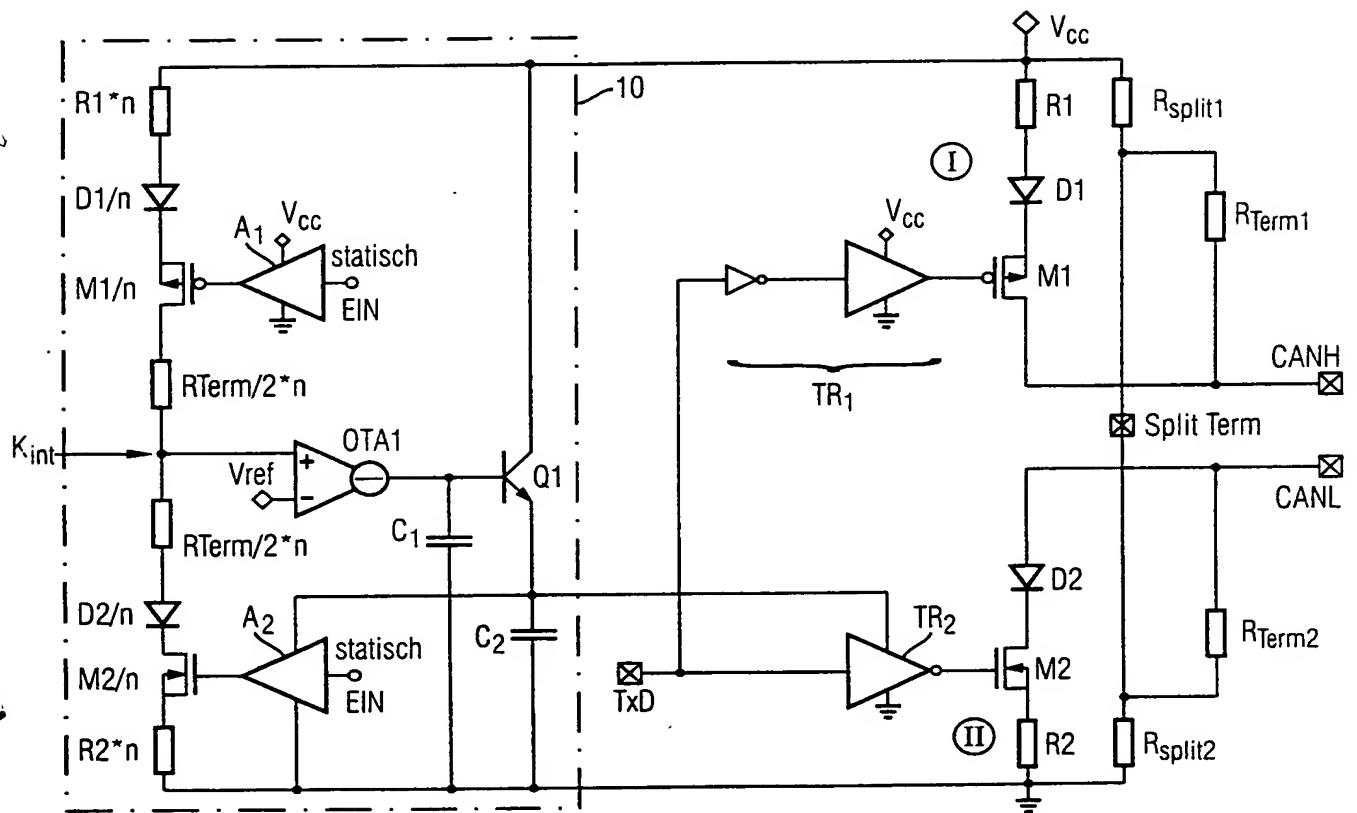 Vcc
R1*n
10
R1
Rsplit1
I
D1/n
D1
Vcc
A1
statisch
EIN
Vcc
RTerm1
M1/n
M1
RTerm/2*n
TR1
CANH
Kint
OTA1
+
−
Vref
Q1
Split Term
CANL
RTerm/2*n
C1
D2/n
D2
A2
statisch
EIN
C2
TR2
RTerm2
M2/n
M2
TxD
R2*n
II
R2
Rsplit2